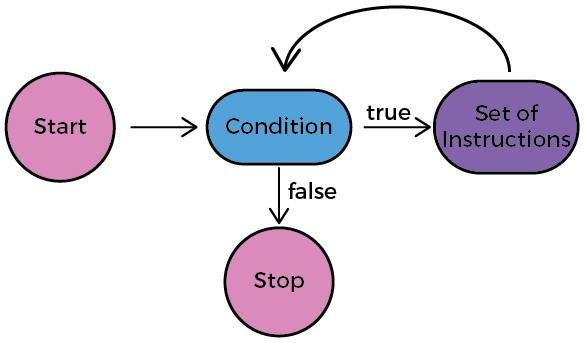 Start
Condition
true
Set of
Instructions
false
Stop